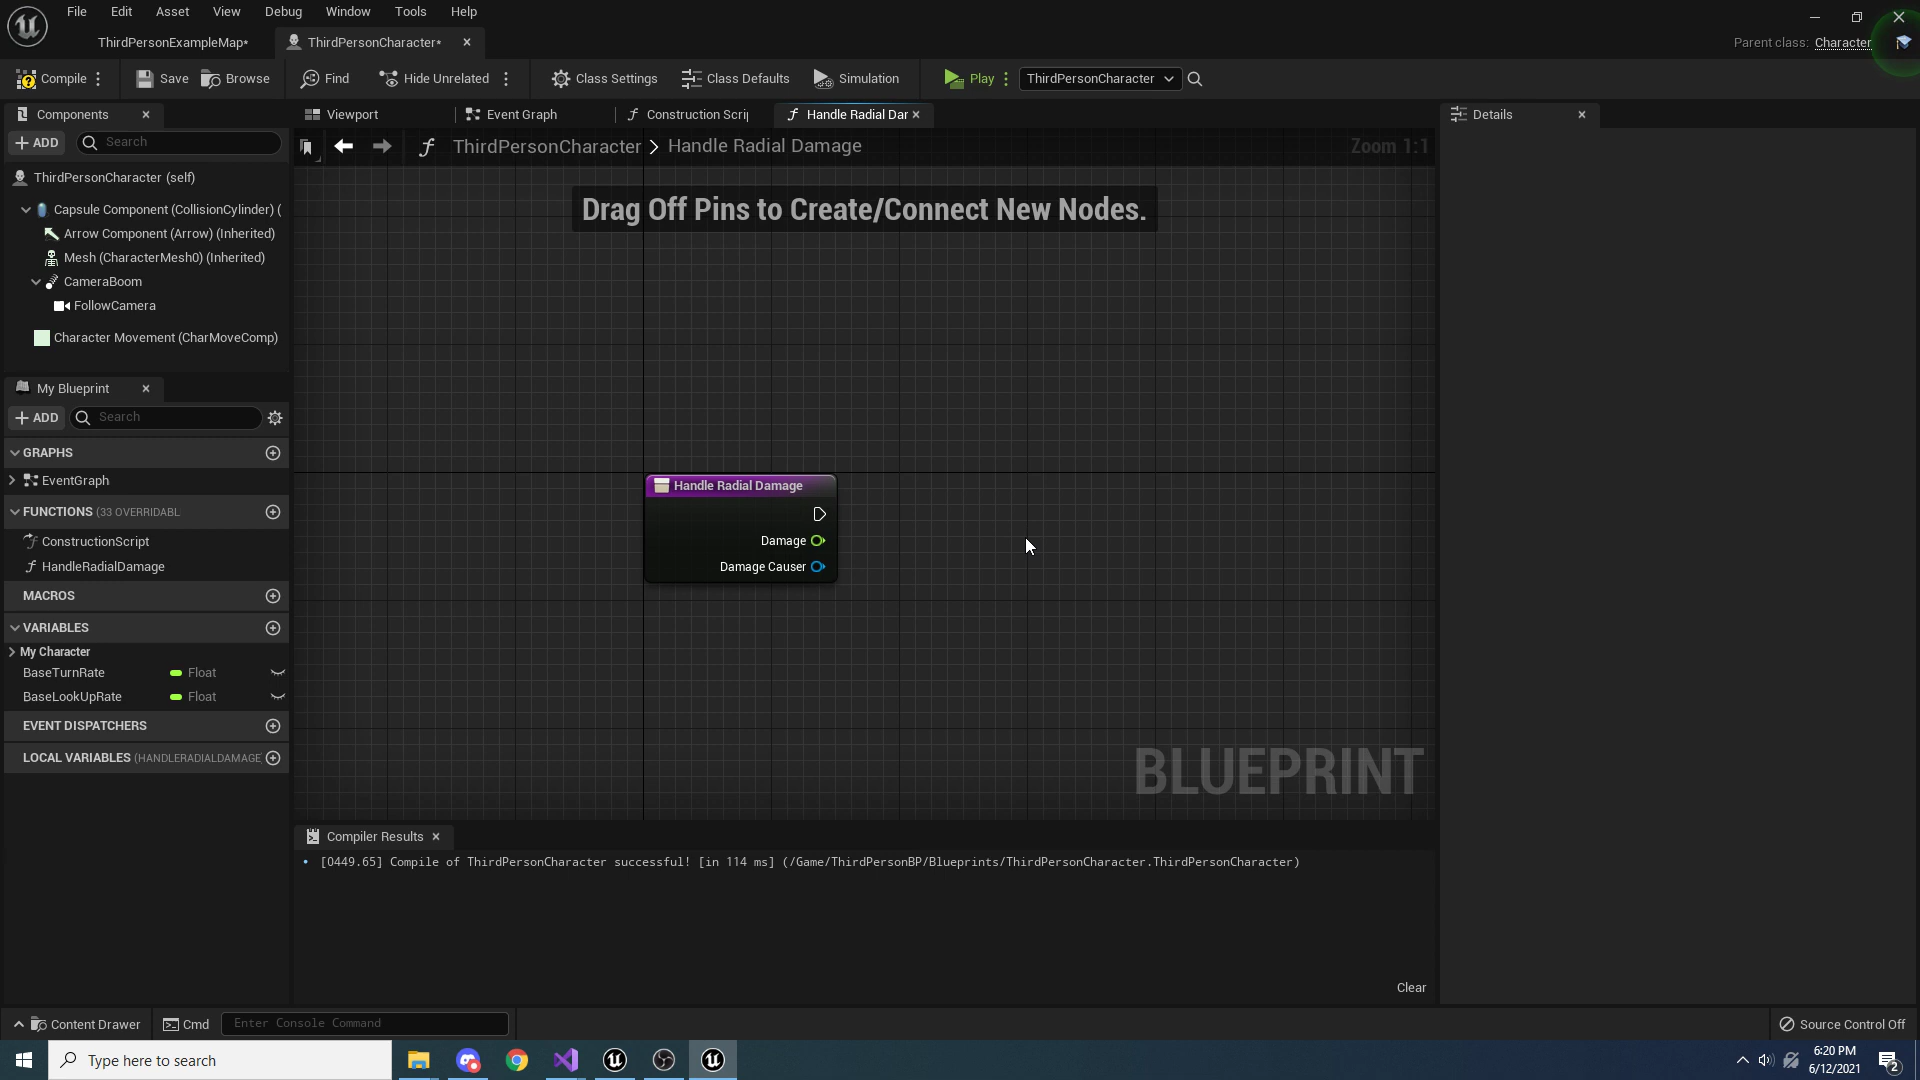 File Edit Asset View Debug Window Tools Help
ThirdPersonExampleMap*
ThirdPersonCharacter*
Parent class: Character
Compile
Save
Browse
Find
Hide Unrelated
Class Settings
Class Defaults
Simulation
Play
ThirdPersonCharacter
Components
Viewport
Event Graph
Construction Scrip
Handle Radial Dar
Details
ADD
Search
ThirdPersonCharacter > Handle Radial Damage
Zoom 1:1
ThirdPersonCharacter (self)
Capsule Component (CollisionCylinder) (
Arrow Component (Arrow) (Inherited)
Mesh (CharacterMesh0) (Inherited)
CameraBoom
FollowCamera
Character Movement (CharMoveComp)
Drag Off Pins to Create/Connect New Nodes.
My Blueprint
ADD
Search
GRAPHS
EventGraph
FUNCTIONS (33 OVERRIDABL
ConstructionScript
HandleRadialDamage
MACROS
VARIABLES
My Character
BaseTurnRate Float
BaseLookUpRate Float
EVENT DISPATCHERS
LOCAL VARIABLES (HANDLERADIALDAMAGE)
Handle Radial Damage
Damage
Damage Causer
BLUEPRINT
Compiler Results
[0449.65] Compile of ThirdPersonCharacter successful! [in 114 ms] (/Game/ThirdPersonBP/Blueprints/ThirdPersonCharacter.ThirdPersonCharacter)
Clear
Content Drawer
Cmd
Enter Console Command
Source Control Off
Type here to search
6:20 PM
6/12/2021
2